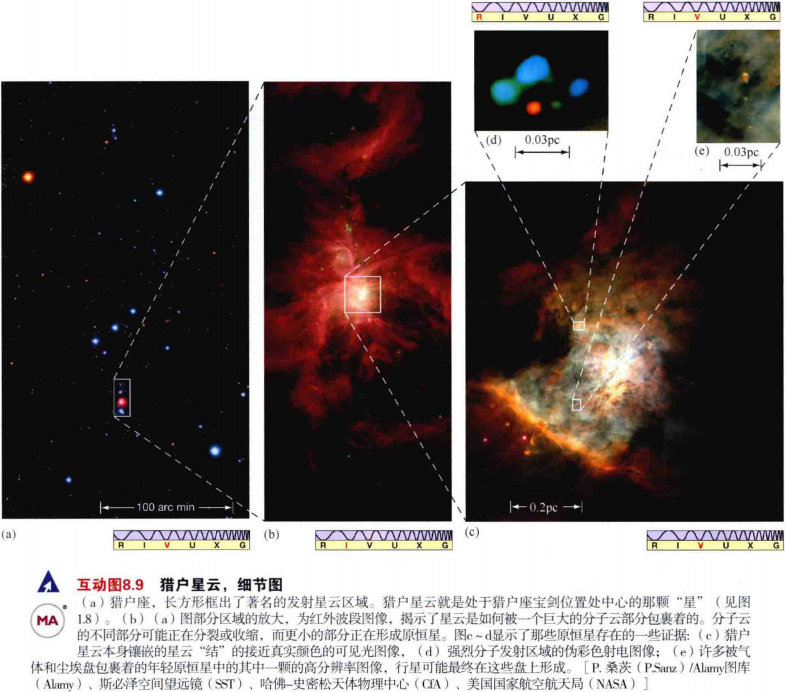 R I V U X G
R I V U X G
(d)
0.03pc
(e)
0.03pc
100 arc min
0.2pc
(a)
R I V U X G
(b)
R I V U X G
(c)
R I V U X G
互动图8.9 猎户星云，细节图
MA
（a）猎户座，长方形框出了著名的发射星云区域。猎户星云就是处于猎户座宝剑位置处中心的那颗“星”（见图
1.8）。（b）（a）图部分区域的放大，为红外波段图像，揭示了星云是如何被一个巨大的分子云部分包裹着的。分子云
的不同部分可能正在分裂或收缩，而更小的部分正在形成原恒星。图c～d显示了那些原恒星存在的一些证据：（c）猎户
星云本身镶嵌的星云“结”的接近真实颜色的可见光图像，（d）强烈分子发射区域的伪彩色射电图像；（e）许多被气
体和尘埃盘包裹着的年轻原恒星中的其中一颗的高分辨率图像，行星可能最终在这些盘上形成。［P. 桑茨（P.Sanz）/Alamy图库
（Alamy）、斯必泽空间望远镜（SST）、哈佛–史密松天体物理中心（CfA）、美国国家航空航天局（NASA）］